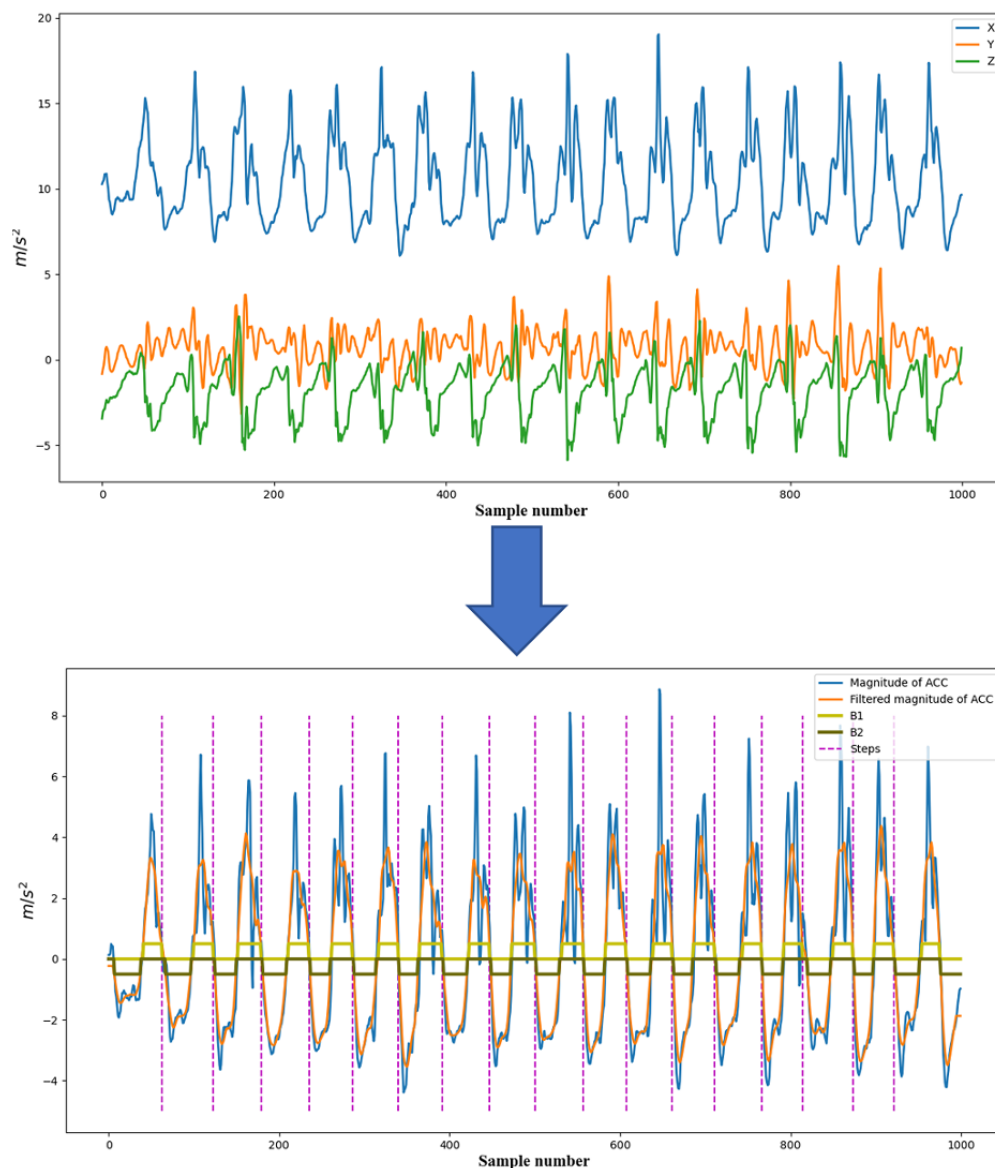 20
15
10
5
0
−5
m/s²
X
Y
Z
0
200
400
600
800
1000
Sample number
8
6
4
2
0
−2
−4
m/s²
Magnitude of ACC
Filtered magnitude of ACC
B1
B2
Steps
0
200
400
600
800
1000
Sample number